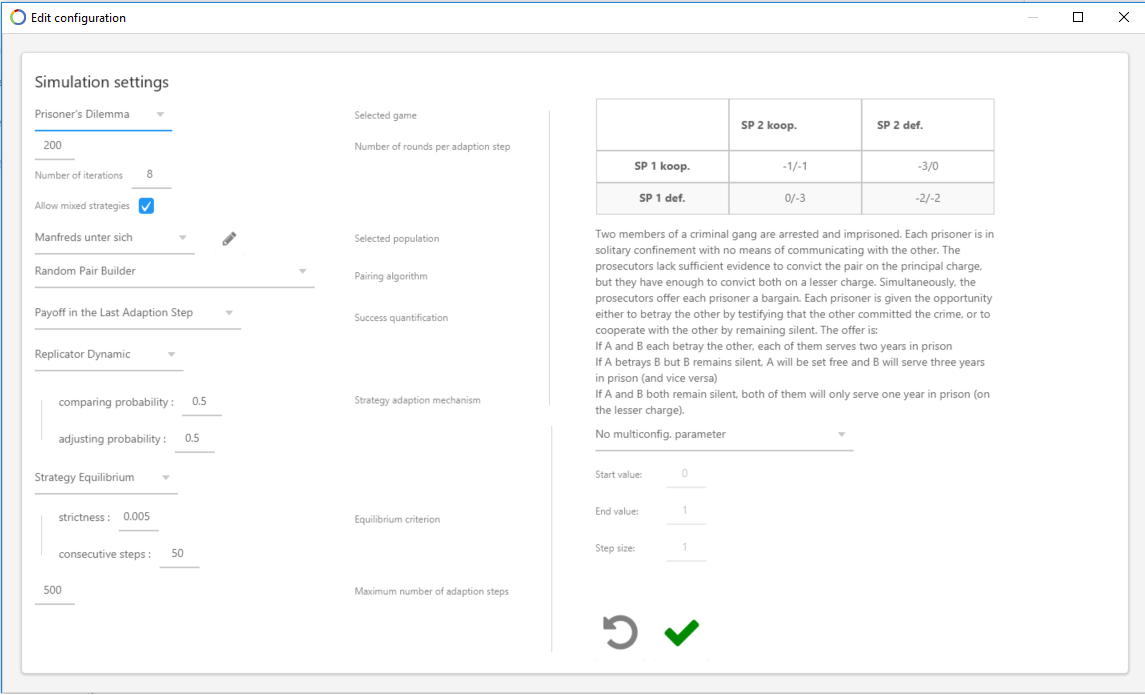 Edit configuration
Simulation settings
Prisoner's Dilemma
Selected game
200
Number of rounds per adaption step
Number of iterations 8
Allow mixed strategies
Manfreds unter sich
Selected population
Random Pair Builder
Pairing algorithm
Payoff in the Last Adaption Step
Success quantification
Replicator Dynamic
comparing probability : 0.5
Strategy adaption mechanism
adjusting probability : 0.5
Strategy Equilibrium
strictness : 0.005
Equilibrium criterion
consecutive steps : 50
500
Maximum number of adaption steps
SP 2 koop. SP 2 def.
SP 1 koop. -1/-1 -3/0
SP 1 def. 0/-3 -2/-2
Two members of a criminal gang are arrested and imprisoned. Each prisoner is in
solitary confinement with no means of communicating with the other. The
prosecutors lack sufficient evidence to convict the pair on the principal charge,
but they have enough to convict both on a lesser charge. Simultaneously, the
prosecutors offer each prisoner a bargain. Each prisoner is given the opportunity
either to betray the other by testifying that the other committed the crime, or to
cooperate with the other by remaining silent. The offer is:
If A and B each betray the other, each of them serves two years in prison
If A betrays B but B remains silent, A will be set free and B will serve three years
in prison (and vice versa)
If A and B both remain silent, both of them will only serve one year in prison (on
the lesser charge).
No multiconfig. parameter
Start value: 0
End value: 1
Step size: 1